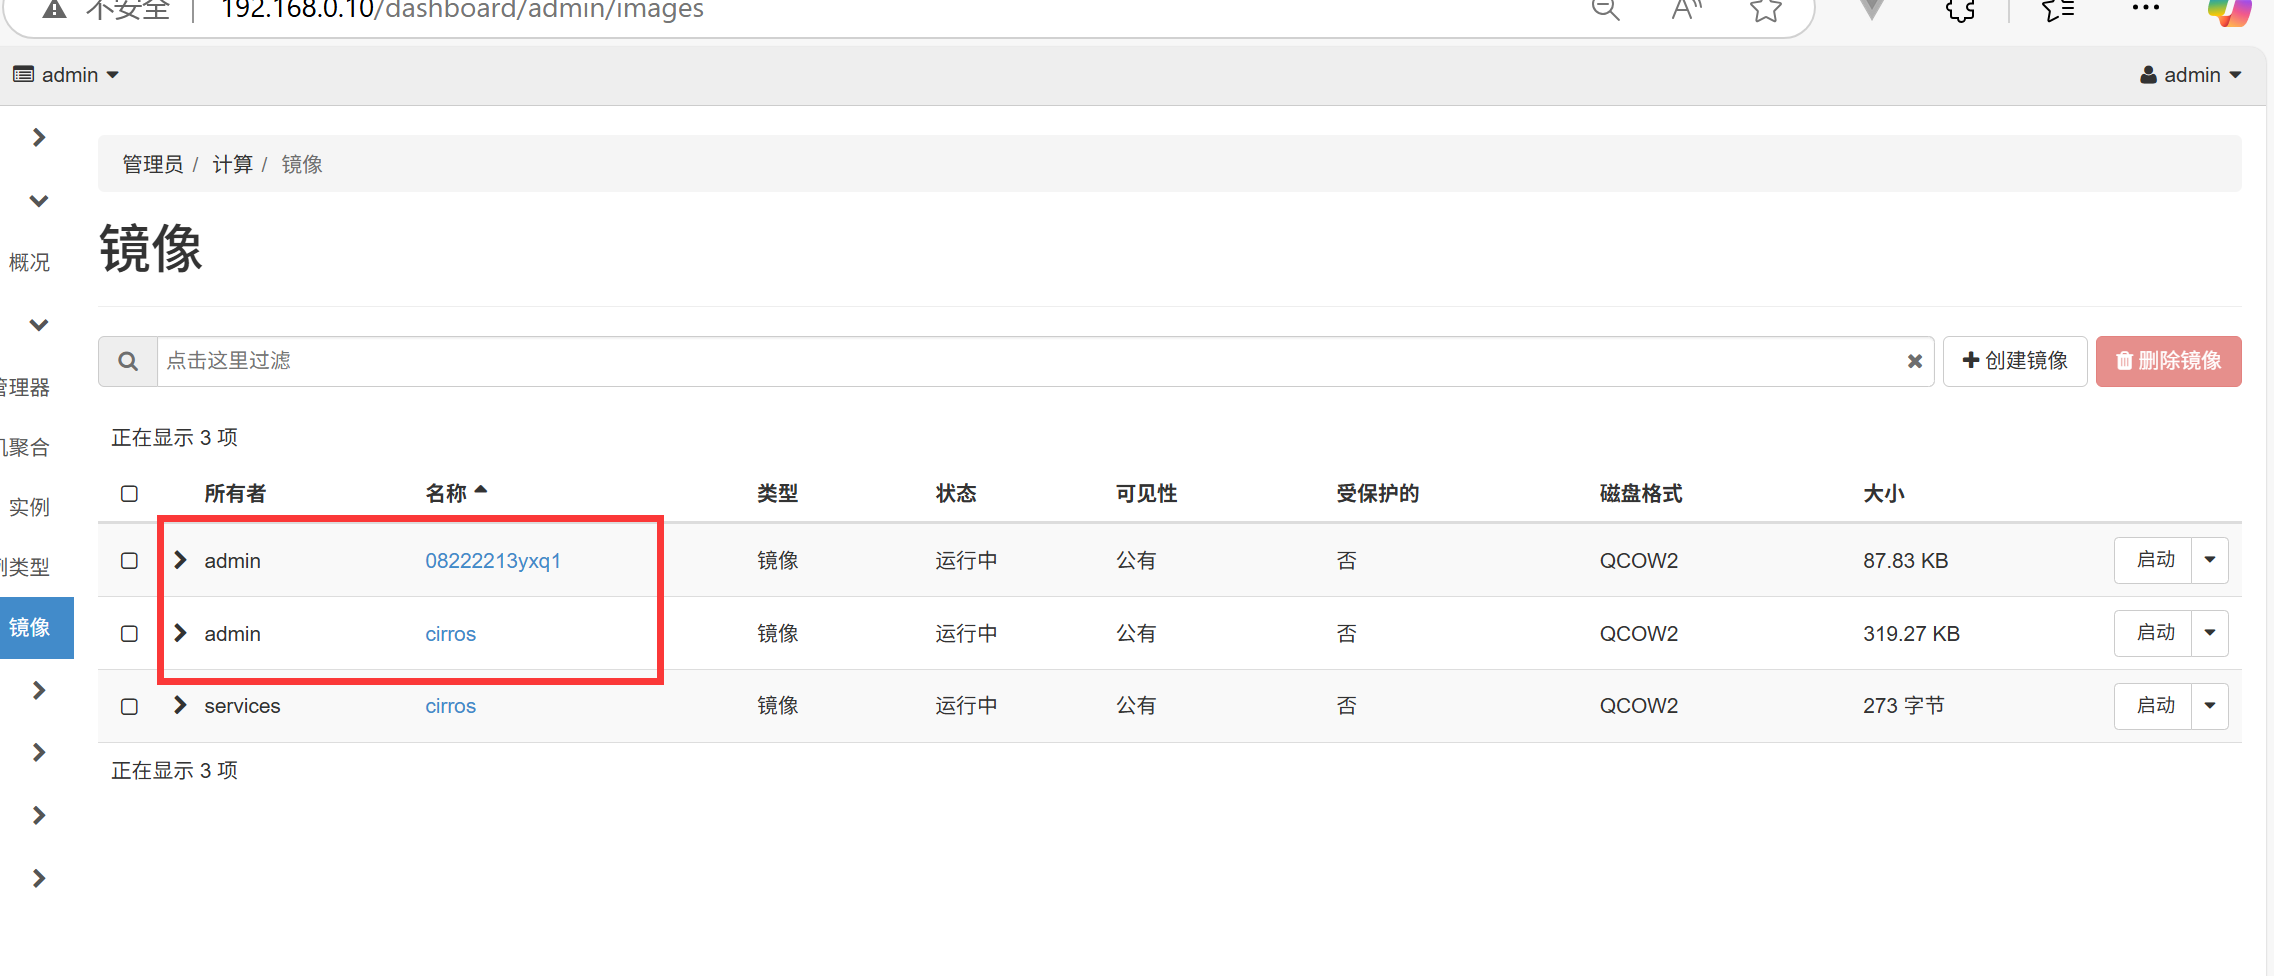 不安全 192.168.0.10/dashboard/admin/images
admin admin
管理员 / 计算 / 镜像
镜像
概况
点击这里过滤 创建镜像 删除镜像
管理器
正在显示 3 项
机聚合
所有者 名称 类型 状态 可见性 受保护的 磁盘格式 大小
实例
admin 08222213yxq1 镜像 运行中 公有 否 QCOW2 87.83 KB 启动
例类型
镜像
admin cirros 镜像 运行中 公有 否 QCOW2 319.27 KB 启动
services cirros 镜像 运行中 公有 否 QCOW2 273 字节 启动
正在显示 3 项